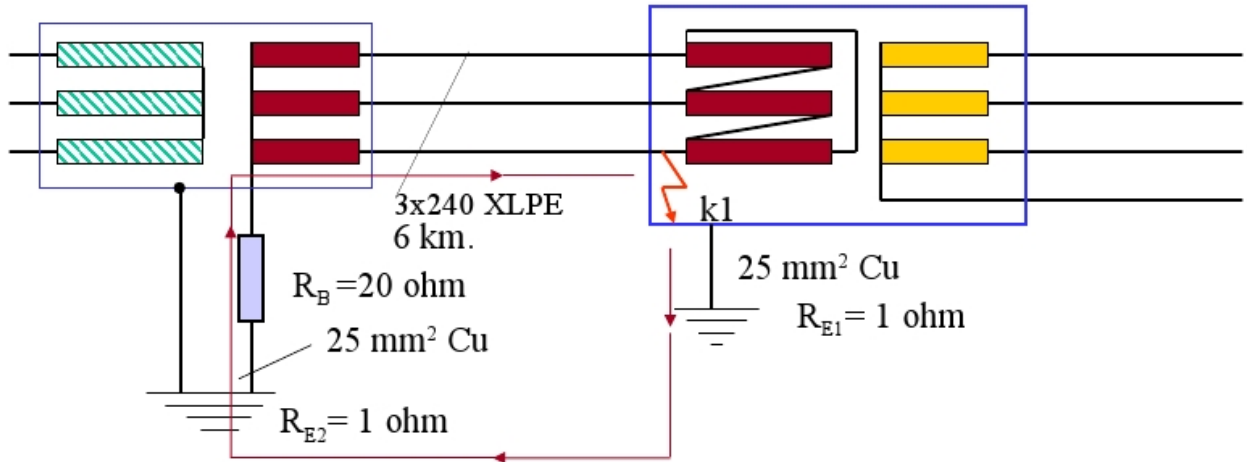 3x240 XLPE
6 km.
k1
25 mm² Cu
R_B =20 ohm
R_E1= 1 ohm
25 mm² Cu
R_E2= 1 ohm